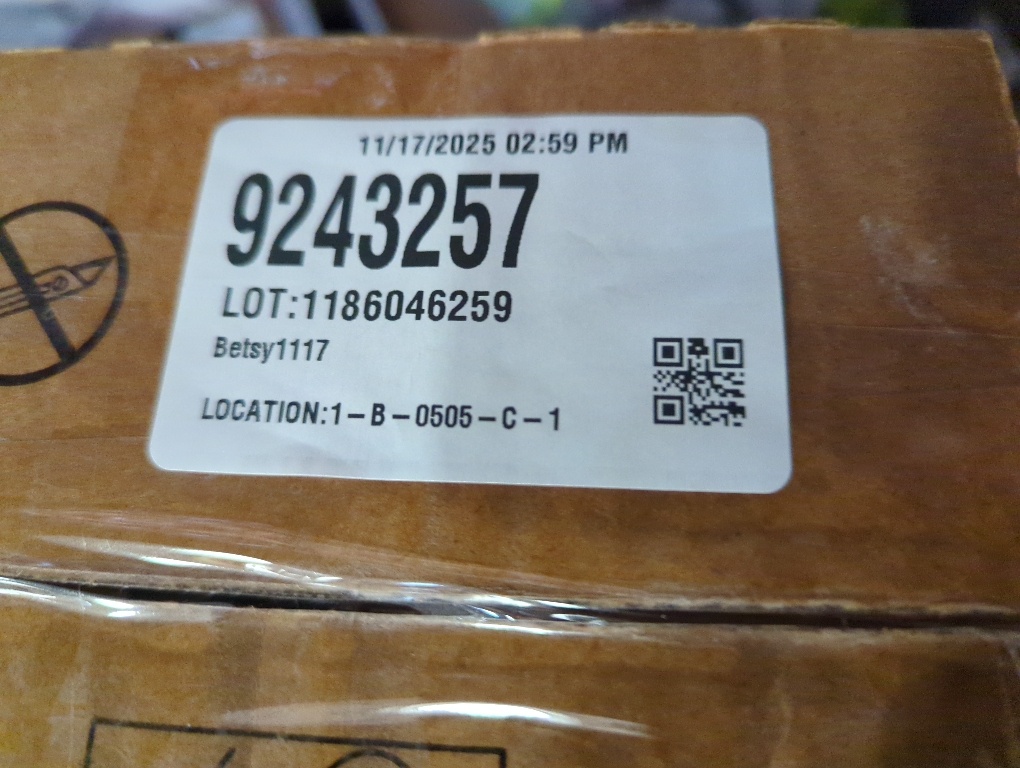 11/17/2025 02:59 PM
9243257
LOT:1186046259
Betsy1117
LOCATION:1-B-0505-C-1